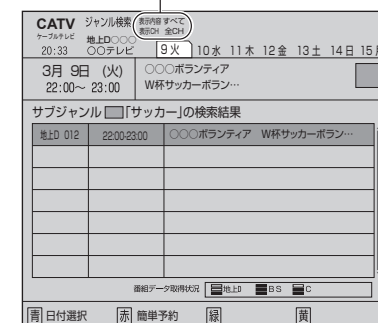 CATV ジャンル検索 表示内容 すべて
ケーブルテレビ 地上D○○○ 表示CH 全CH
20:33 ○○テレビ 9火 10水 11木 12金 13土 14日 15
3月 9日 (火) ○○○ボランティア
22:00～ 23:00 W杯サッカーボラン…
サブジャンル 「サッカー」の検索結果
地上D 012 22:00-23:00 ○○○ボランティア W杯サッカーボラン…
番組データ取得状況 地上D BS C
青 日付選択 赤 簡単予約 緑 黄